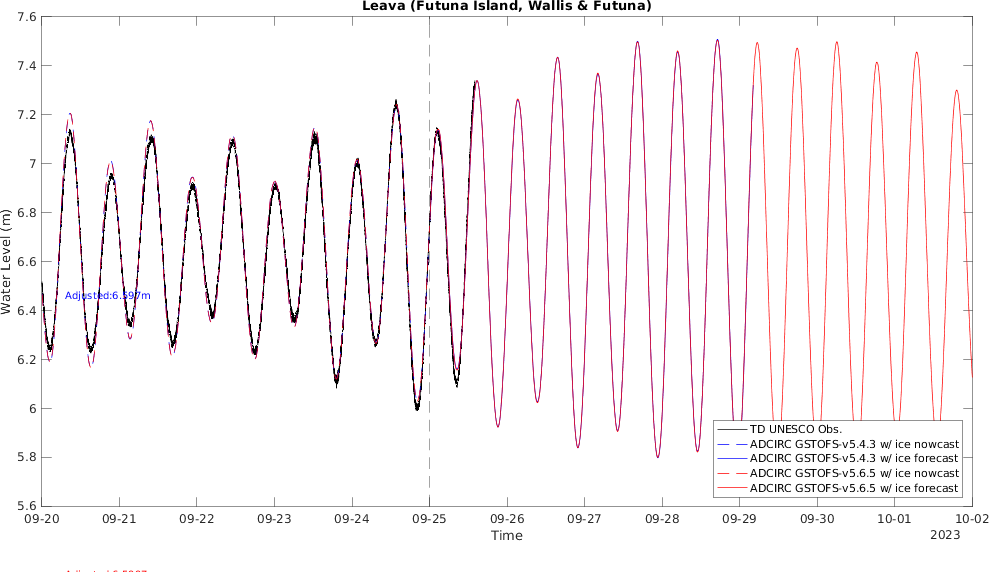 Leava (Futuna Island, Wallis & Futuna)
7.6
7.4
7.2
7
6.8
6.6
6.4
6.2
6
5.8
5.6
Water Level (m)
Adjusted:6.597m
TD UNESCO Obs.
ADCIRC GSTOFS-v5.4.3 w/ ice nowcast
ADCIRC GSTOFS-v5.4.3 w/ ice forecast
ADCIRC GSTOFS-v5.6.5 w/ ice nowcast
ADCIRC GSTOFS-v5.6.5 w/ ice forecast
09-20 09-21 09-22 09-23 09-24 09-25 09-26 09-27 09-28 09-29 09-30 10-01 10-02
Time
2023